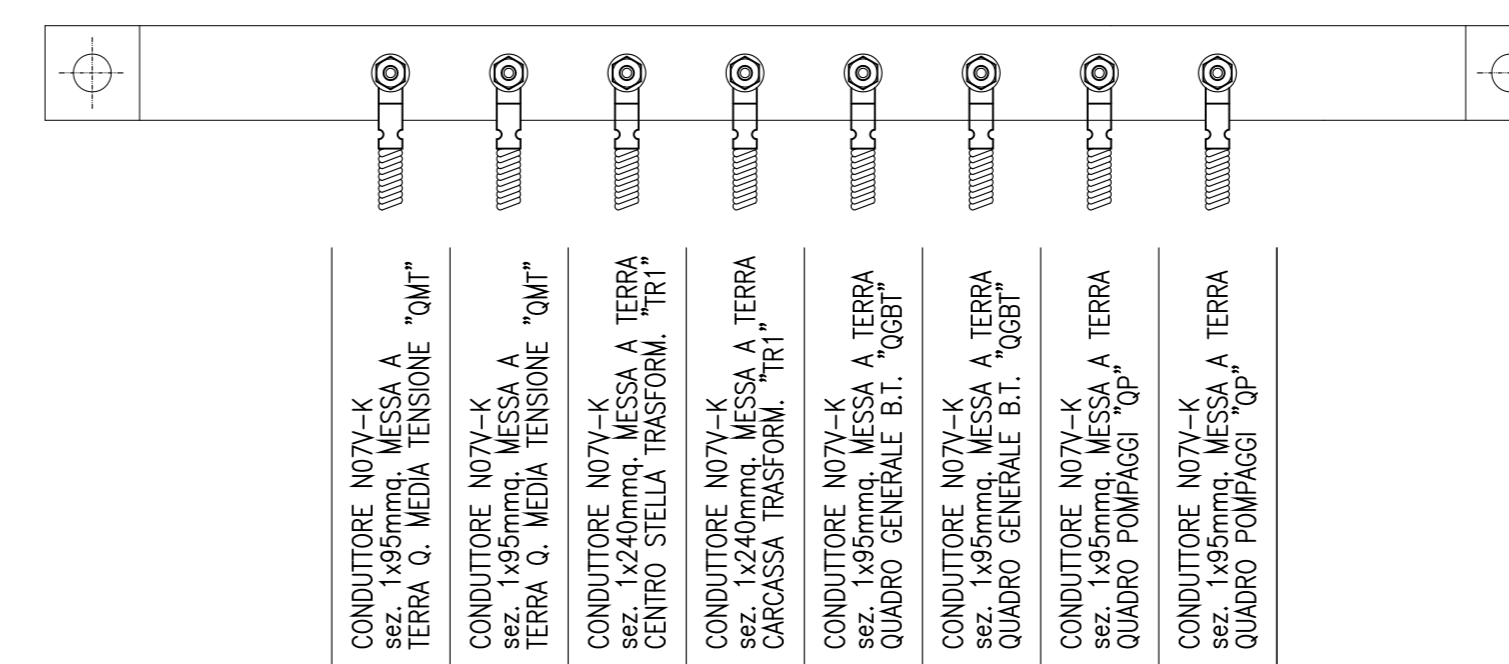 CONDUTTORE N07V-K
sez. 1x95mmq. MESSA A
TERRA Q. MEDIA TENSIONE "QMT"
CONDUTTORE N07V-K
sez. 1x95mmq. MESSA A
TERRA Q. MEDIA TENSIONE "QMT"
CONDUTTORE N07V-K
sez. 1x240mmq. MESSA A TERRA
CENTRO STELLA TRASFORM. "TR1"
CONDUTTORE N07V-K
sez. 1x240mmq. MESSA A TERRA
CARCASSA TRASFORM. "TR1"
CONDUTTORE N07V-K
sez. 1x95mmq. MESSA A TERRA
QUADRO GENERALE B.T. "QGBT"
CONDUTTORE N07V-K
sez. 1x95mmq. MESSA A TERRA
QUADRO GENERALE B.T. "QGBT"
CONDUTTORE N07V-K
sez. 1x95mmq. MESSA A TERRA
QUADRO POMPAGGI "QP"
CONDUTTORE N07V-K
sez. 1x95mmq. MESSA A TERRA
QUADRO POMPAGGI "QP"